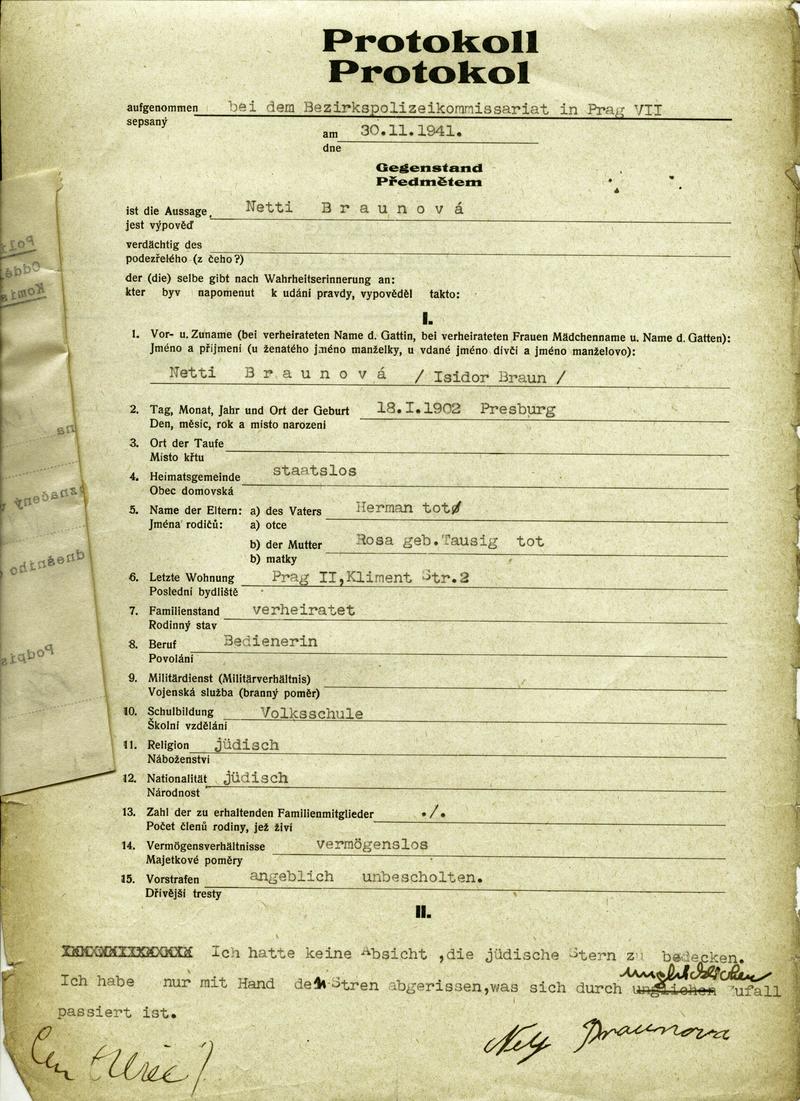 Protokoll
Protokol
aufgenommen bei dem Bezirkspolizeikommissariat in Prag VII
sepsaný
am 30.11.1941.
dne
Gegenstand
Předmětem
ist die Aussage, Netti Braunová
jest výpověď
verdächtig des
podezřelého (z čeho?)
der (die) selbe gibt nach Wahrheitserinnerung an:
kter byv napomenut k udání pravdy, vypověděl takto:
I.
1. Vor- u. Zuname (bei verheirateten Name d. Gattin, bei verheirateten Frauen Mädchenname u. Name d. Gatten):
Jméno a příjmení (u ženatého jméno manželky, u vdané jméno dívčí a jméno manželovo):
Netti Braunová / Isidor Braun /
2. Tag, Monat, Jahr und Ort der Geburt 18.I.1902 Presburg
Den, měsíc, rok a místo narození
3. Ort der Taufe
Místo křtu
4. Heimatsgemeinde staatslos
Obec domovská
5. Name der Eltern: a) des Vaters Herman tot
Jména rodičů: a) otce
b) der Mutter Rosa geb.Tausig tot
b) matky
6. Letzte Wohnung Prag II,Kliment Str.2
Poslední bydliště
7. Familienstand verheiratet
Rodinný stav
8. Beruf Bedienerin
Povolání
9. Militärdienst (Militärverhältnis)
Vojenská služba (branný poměr)
10. Schulbildung Volksschule
Školní vzdělání
11. Religion jüdisch
Náboženství
12. Nationalität jüdisch
Národnost
13. Zahl der zu erhaltenden Familienmitglieder ./.
Počet členů rodiny, jež živí
14. Vermögensverhältnisse vermögenslos
Majetkové poměry
15. Vorstrafen angeblich unbescholten.
Dřívější tresty
II.
Ich hatte keine Absicht ,die jüdische Stern zu bedecken.
Ich habe nur mit Hand den Stren abgerissen,was sich durch Zufall
passiert ist.
Braunova